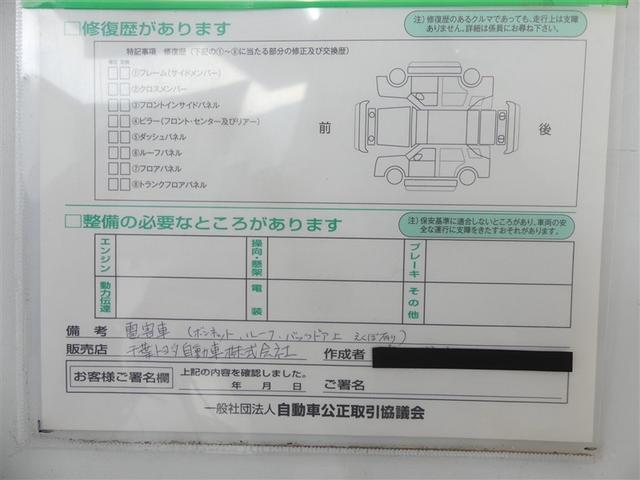 □修復歴があります
注）修復歴のあるクルマであっても、走行上は支障ありません。詳細は係員にお尋ね下さい。
特記事項 修復歴（下記の①〜⑧に当たる部分の修正及び交換歴）
修正 交換
①フレーム（サイドメンバー）
②クロスメンバー
③フロントインサイドパネル
④ピラー（フロント・センター及びリアー）
⑤ダッシュパネル
⑥ルーフパネル
⑦フロアパネル
⑧トランクフロアパネル
前
後
□整備の必要なところがあります
注）保安基準に適合しないところがあり、車両の安全な運行に支障をきたすおそれがあります。
エンジン
操向・懸架
ブレーキ
動力伝達
電装
その他
備考 雹害車（ボンネット、ルーフ、バックドア上 えくぼ有り）
販売店 千葉トヨタ自動車株式会社 作成者
お客様ご署名欄 上記の内容を確認しました。
年 月 日 ご署名
一般社団法人 自動車公正取引協議会